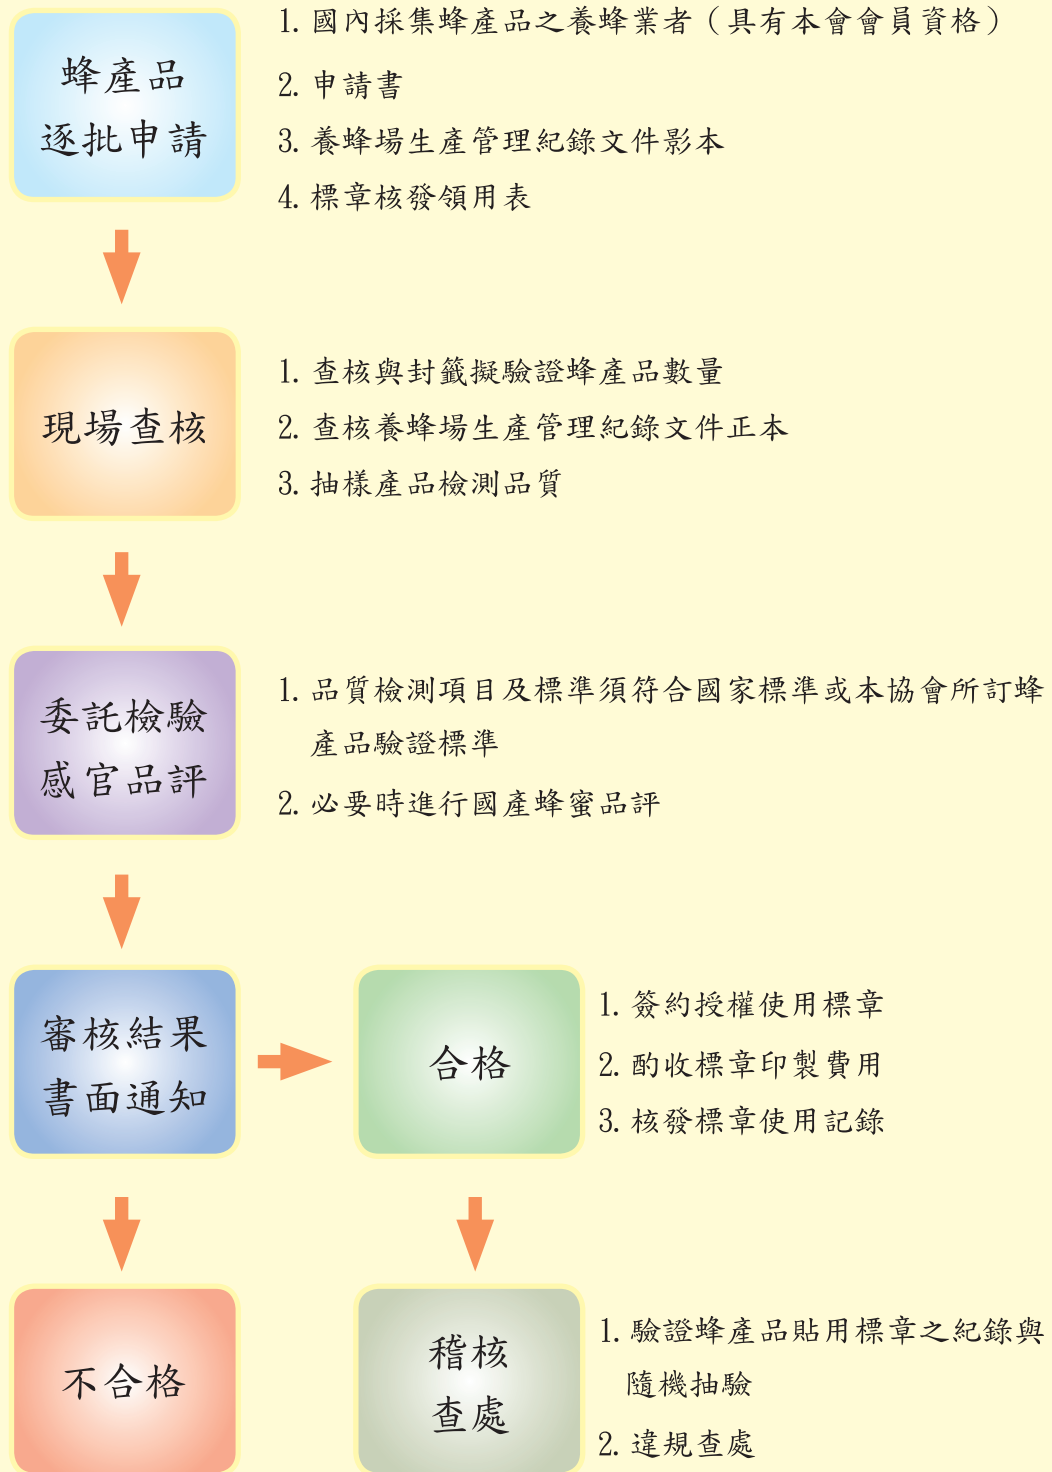 蜂產品
逐批申請
1. 國內採集蜂產品之養蜂業者（具有本會會員資格）
2. 申請書
3. 養蜂場生產管理紀錄文件影本
4. 標章核發領用表
現場查核
1. 查核與封籤擬驗證蜂產品數量
2. 查核養蜂場生產管理紀錄文件正本
3. 抽樣產品檢測品質
委託檢驗
感官品評
1. 品質檢測項目及標準須符合國家標準或本協會所訂蜂
產品驗證標準
2. 必要時進行國產蜂蜜品評
審核結果
書面通知
合格
1. 簽約授權使用標章
2. 酌收標章印製費用
3. 核發標章使用記錄
不合格
稽核
查處
1. 驗證蜂產品貼用標章之紀錄與
隨機抽驗
2. 違規查處